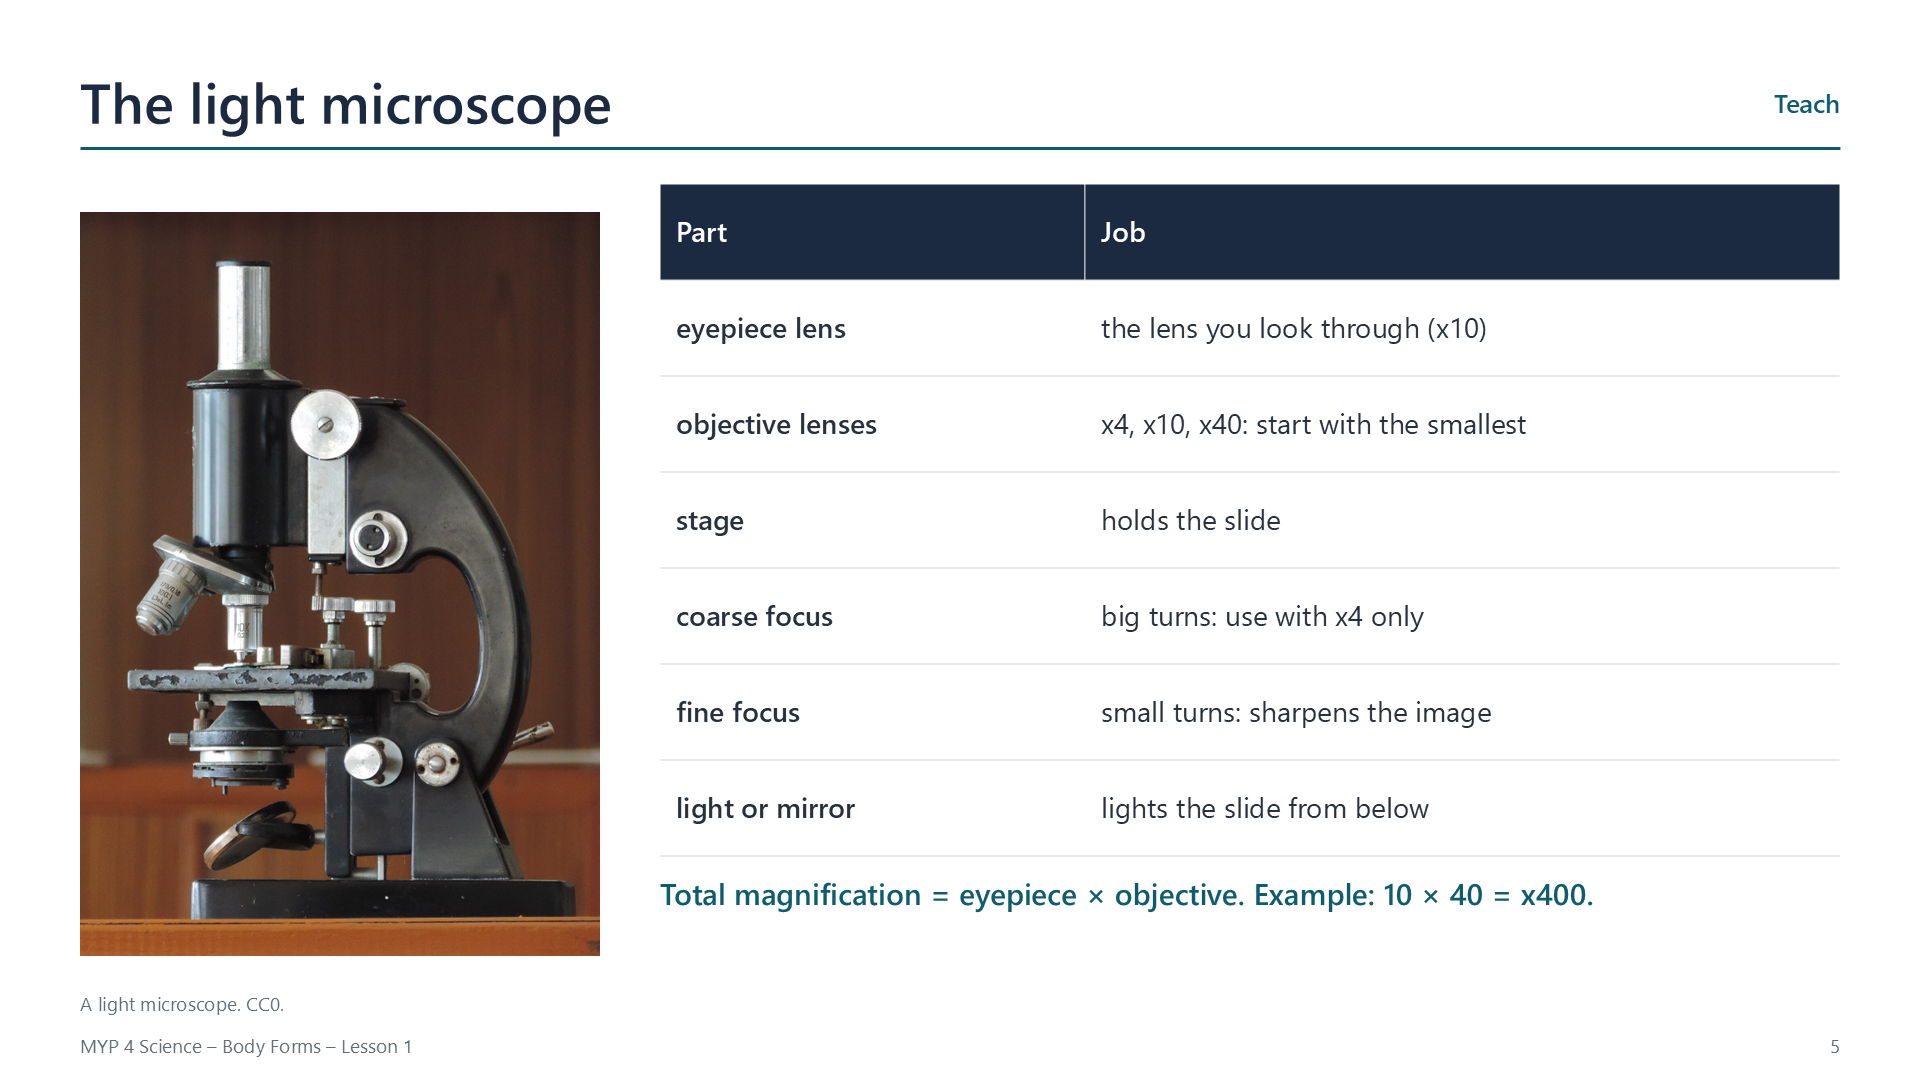 The light microscope
Teach
Part
Job
eyepiece lens
the lens you look through (x10)
objective lenses
x4, x10, x40: start with the smallest
stage
holds the slide
coarse focus
big turns: use with x4 only
fine focus
small turns: sharpens the image
light or mirror
lights the slide from below
Total magnification = eyepiece × objective. Example: 10 × 40 = x400.
A light microscope. CC0.
MYP 4 Science – Body Forms – Lesson 1
5